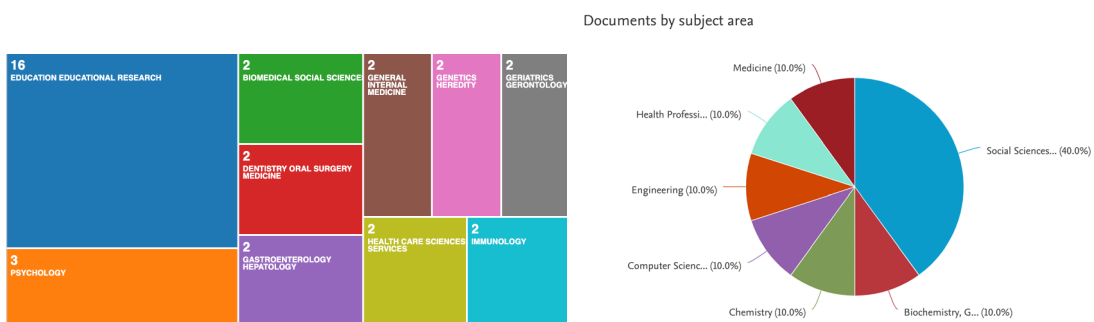 Documents by subject area
16
EDUCATION EDUCATIONAL RESEARCH
3
PSYCHOLOGY
2
BIOMEDICAL SOCIAL SCIENCE
2
DENTISTRY ORAL SURGERY
MEDICINE
2
GASTROENTEROLOGY
HEPATOLOGY
2
GENERAL
INTERNAL
MEDICINE
2
GENETICS
HEREDITY
2
GERIATRICS
GERONTOLOGY
2
HEALTH CARE SCIENCES
SERVICES
2
IMMUNOLOGY
Medicine (10.0%)
Health Professi... (10.0%)
Engineering (10.0%)
Computer Scienc... (10.0%)
Chemistry (10.0%)
Biochemistry, G... (10.0%)
Social Sciences... (40.0%)